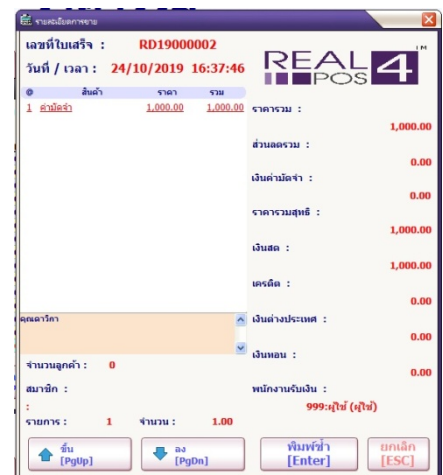 รายละเอียดการขาย
เลขที่ใบเสร็จ : RD19000002
วันที่ / เวลา : 24/10/2019 16:37:46
REAL POS 4 ™
@ สินค้า ราคา รวม
1 ค่ามัดจำ 1,000.00 1,000.00
ราคารวม :
1,000.00
ส่วนลดรวม :
0.00
เงินค่ามัดจำ :
0.00
ราคารวมสุทธิ :
1,000.00
เงินสด :
1,000.00
เครดิต :
0.00
เงินต่างประเทศ :
0.00
เงินทอน :
0.00
คุณดาวิกา
จำนวนลูกค้า : 0
สมาชิก :
:
พนักงานรับเงิน :
999:ผู้ใช้ (ผู้ใช้)
รายการ : 1 จำนวน : 1.00
ขึ้น
[PgUp]
ลง
[PgDn]
พิมพ์ซ้ำ
[Enter]
ยกเลิก
[ESC]